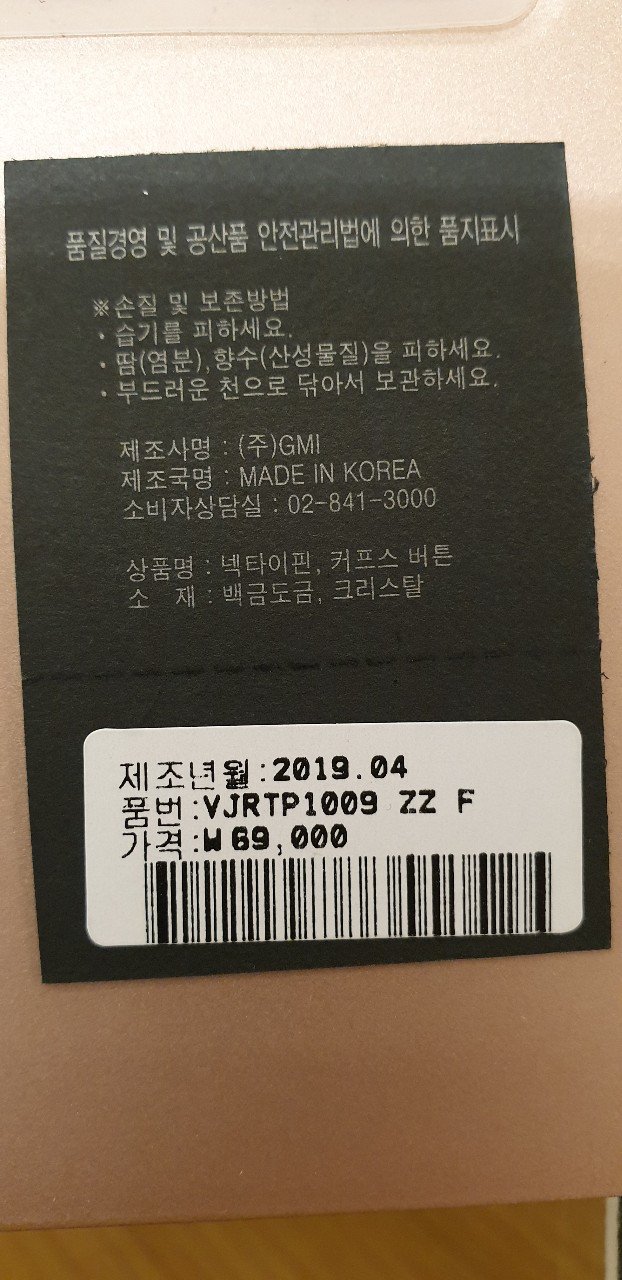 품질경영 및 공산품 안전관리법에 의한 품지표시
※손질 및 보존방법
· 습기를 피하세요.
· 땀(염분),향수(산성물질)을 피하세요.
· 부드러운 천으로 닦아서 보관하세요.
제조사명 : (주)GMI
제조국명 : MADE IN KOREA
소비자상담실 : 02-841-3000
상품명 : 넥타이핀, 커프스 버튼
소 재 : 백금도금, 크리스탈
제조년월:2019.04
품번:VJRTP1009 ZZ F
가격:₩69,000